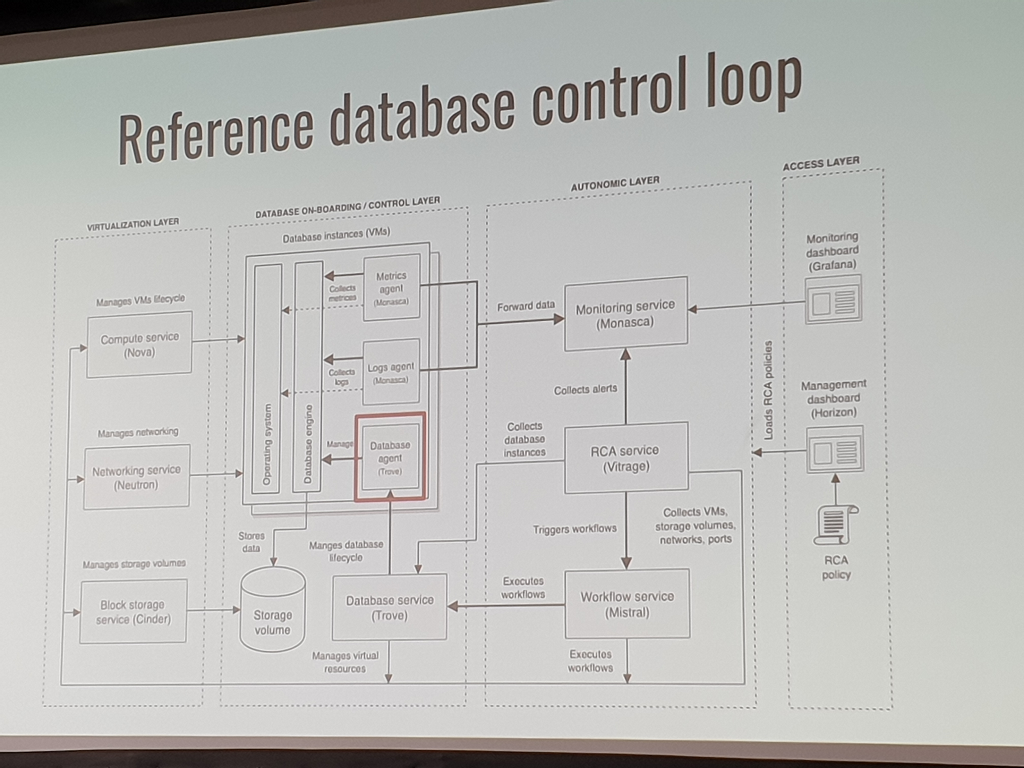 Reference database control loop
VIRTUALIZATION LAYER
DATABASE ON-BOARDING / CONTROL LAYER
AUTONOMIC LAYER
ACCESS LAYER
Manages VMs lifecycle
Compute service
(Nova)
Manages networking
Networking service
(Neutron)
Manages storage volumes
Block storage
service (Cinder)
Database instances (VMs)
Operating system
Database engine
Metrics
agent
(Monasca)
Collects
metrices
Logs agent
(Monasca)
Collects
logs
Database
agent
(Trove)
Manage
Stores
data
Storage
volume
Manges database
lifecycle
Database service
(Trove)
Manages virtual
resources
Forward data
Monitoring service
(Monasca)
Collects alerts
Collects
database
instances
RCA service
(Vitrage)
Triggers workflows
Collects VMs,
storage volumes,
networks, ports
Executes
workflows
Workflow service
(Mistral)
Executes
workflows
Loads RCA policies
Monitoring
dashboard
(Grafana)
Management
dashboard
(Horizon)
RCA
policy